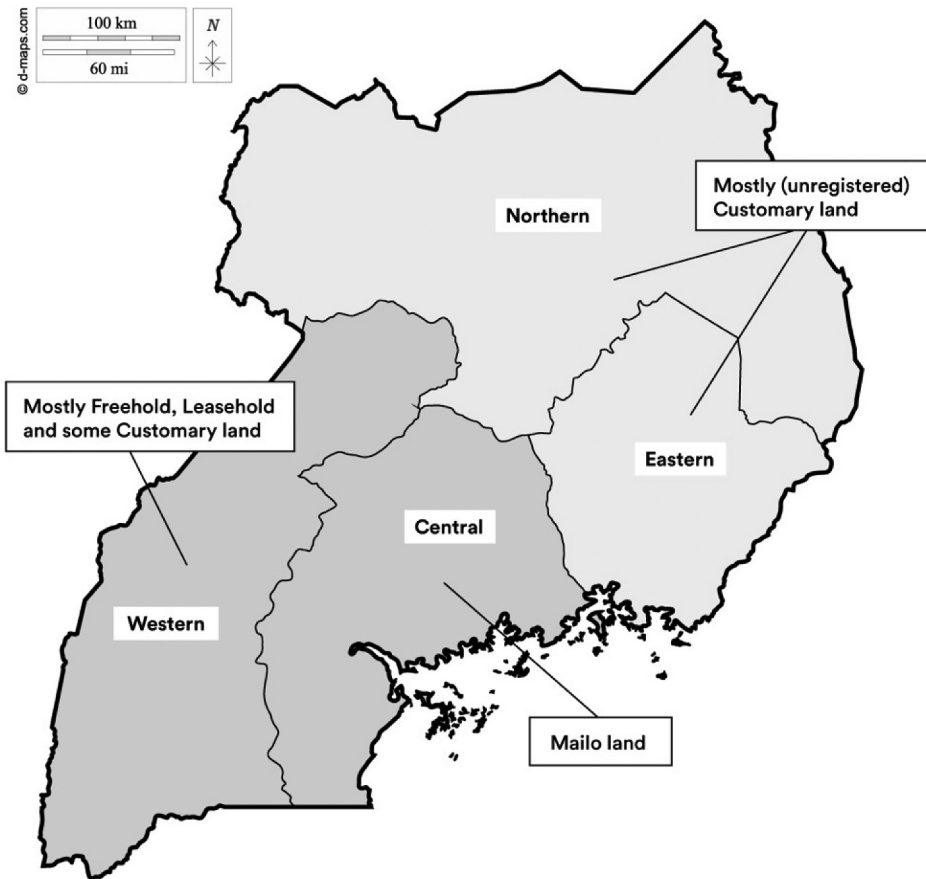 100 km
60 mi
N
© d-maps.com
Mostly (unregistered)
Customary land
Northern
Mostly Freehold, Leasehold
and some Customary land
Eastern
Central
Western
Mailo land